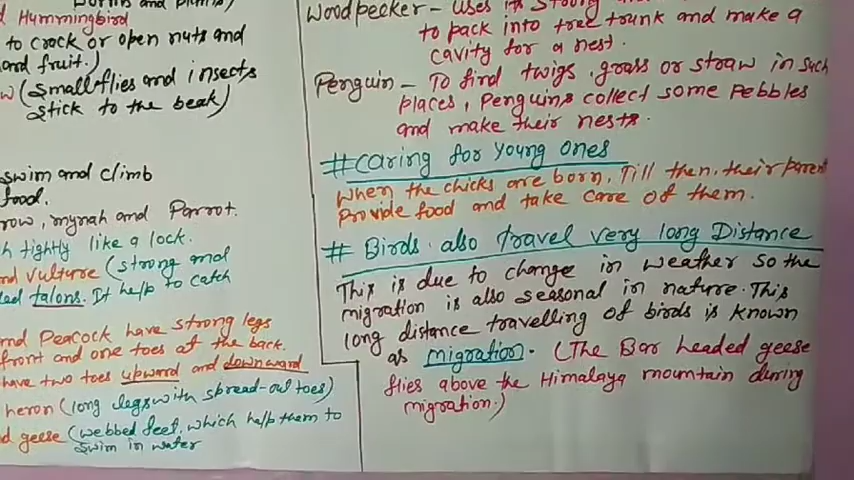 Hummingbird
to crock or open nuts and
and fruit.)
(Small flies and insects
stick to the beak)
swim and climb
food.
row, mynah and Parrot.
tightly like a lock.
nd vulture (strong and
talons. It help to catch
nd Peacock have strong legs
front and one toes at the back.
have two toes upward and downward
heron (long legs with spread-out toes)
geese (webbed feet, which help them to
swim in water
Woodpecker - uses its strong
to pack into tree trunk and make a
cavity for a nest.
Penguin - To find twigs, grass or straw in such
places, Penguins collect some Pebbles
and make their nests.
# Caring for young ones
When the chicks are born, Till then, their parent
Provide food and take care of them.
# Birds also travel very long Distance
This is due to change in weather so the
migration is also seasonal in nature. This
long distance travelling of birds is known
as migration. (The Bar headed geese
flies above the Himalaya mountain during
migration.)